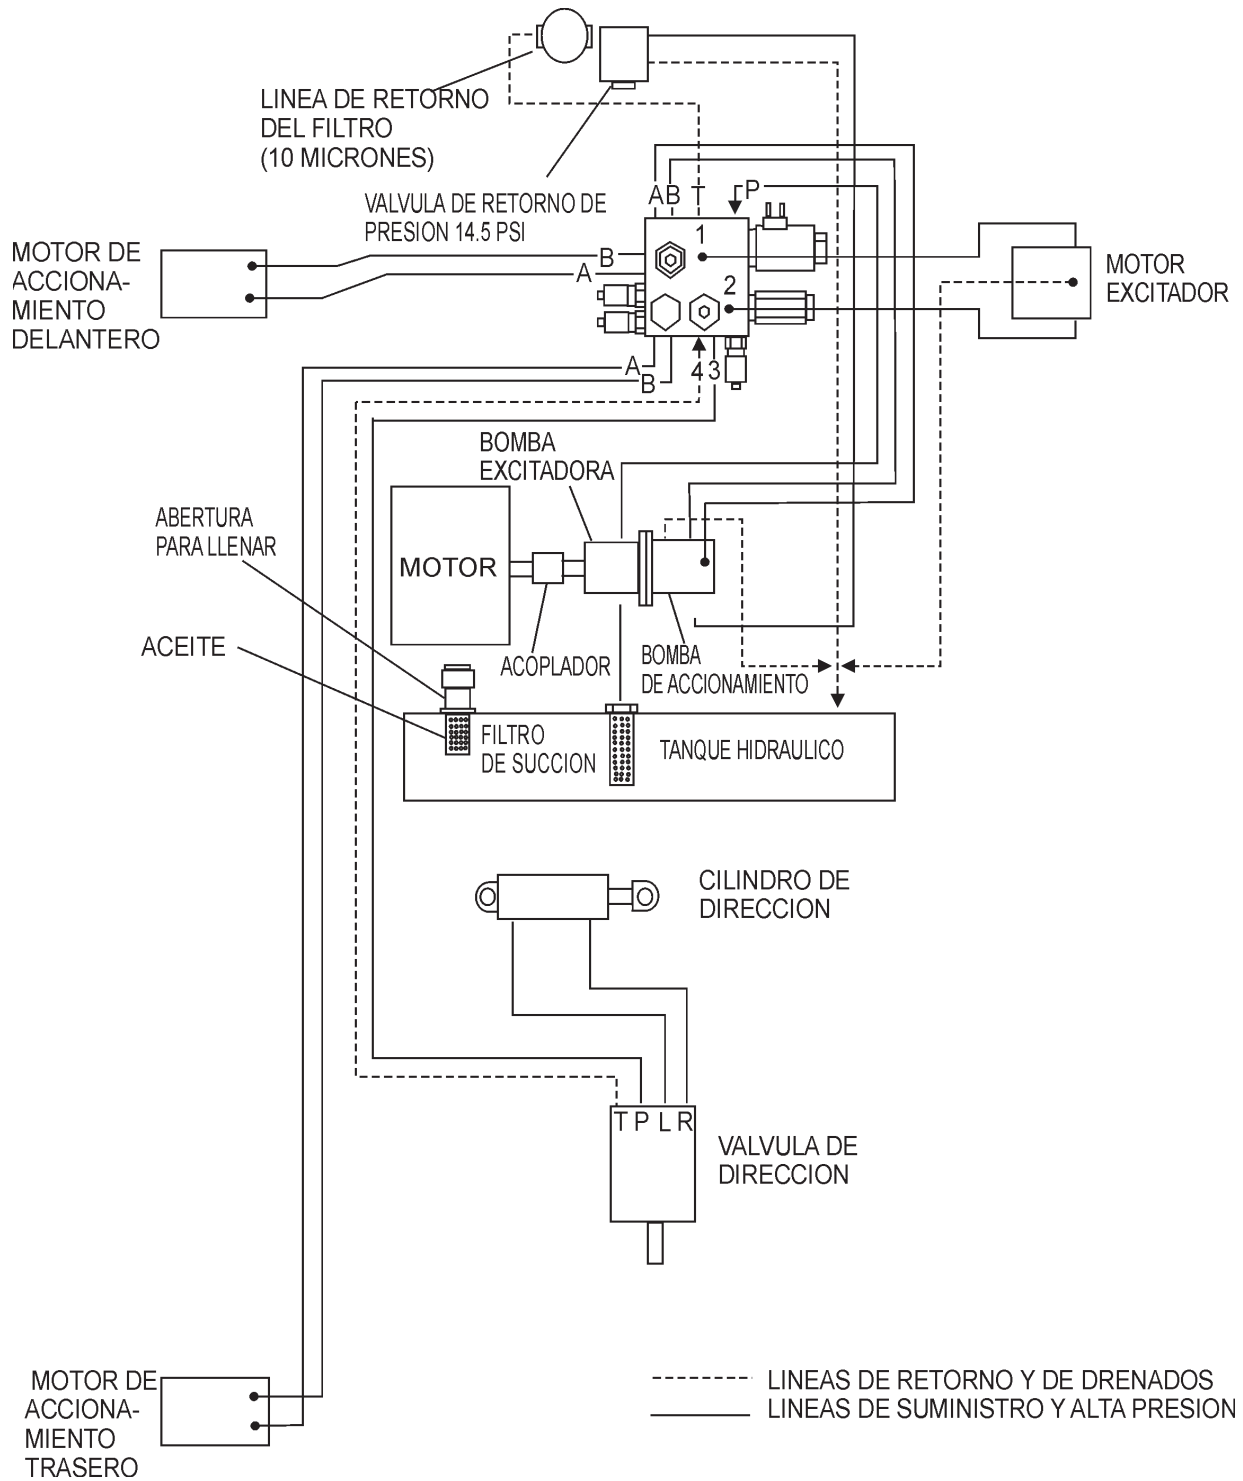 LINEA DE RETORNO
DEL FILTRO
(10 MICRONES)
VALVULA DE RETORNO DE
PRESION 14.5 PSI
A B T P
MOTOR DE
ACCIONA-
MIENTO
DELANTERO
B
A
1
2
MOTOR
EXCITADOR
A
B
4 3
BOMBA
EXCITADORA
ABERTURA
PARA LLENAR
MOTOR
ACEITE
ACOPLADOR
BOMBA
DE ACCIONAMIENTO
FILTRO
DE SUCCION
TANQUE HIDRAULICO
CILINDRO DE
DIRECCION
T P L R
VALVULA DE
DIRECCION
MOTOR DE
ACCIONA-
MIENTO
TRASERO
LINEAS DE RETORNO Y DE DRENADOS
LINEAS DE SUMINISTRO Y ALTA PRESION